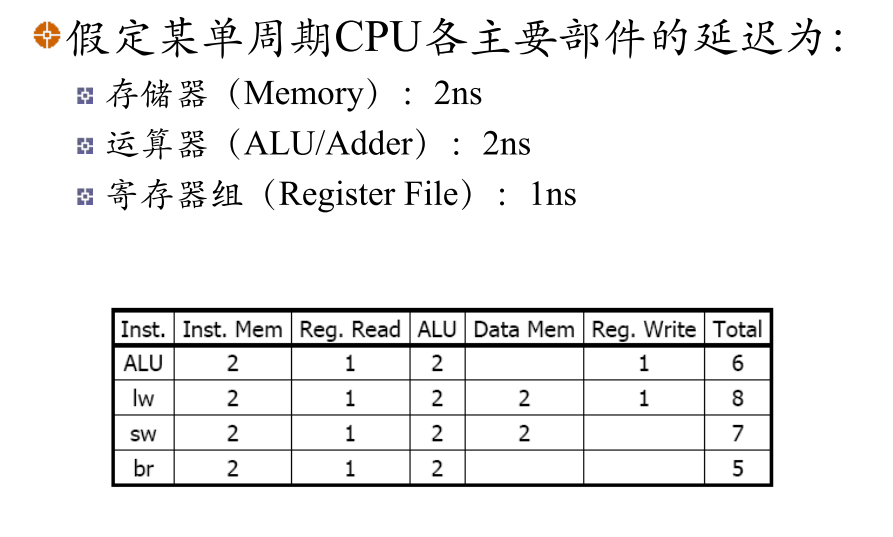 假定某单周期CPU各主要部件的延迟为：
存储器（Memory）：2ns
运算器（ALU/Adder）：2ns
寄存器组（Register File）：1ns
Inst. Inst. Mem Reg. Read ALU Data Mem Reg. Write Total
ALU 2 1 2 1 6
lw 2 1 2 2 1 8
sw 2 1 2 2 7
br 2 1 2 5